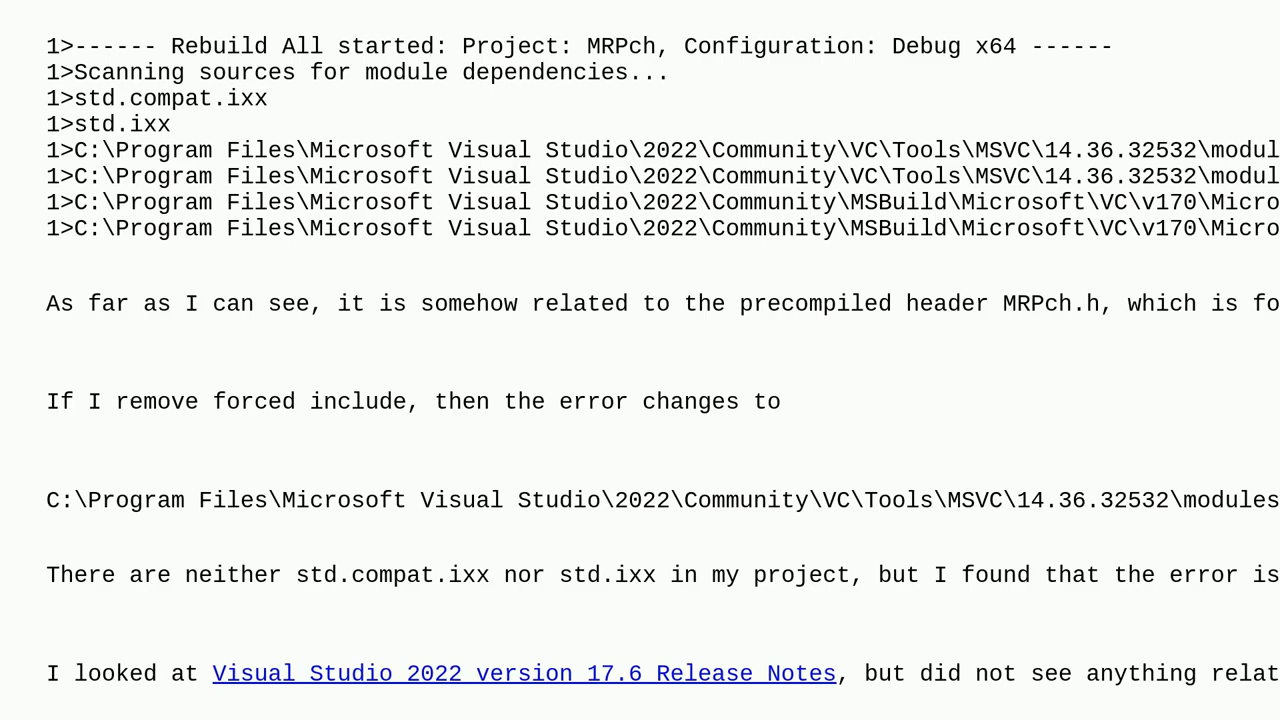 1>------ Rebuild All started: Project: MRPch, Configuration: Debug x64 ------
1>Scanning sources for module dependencies...
1>std.compat.ixx
1>std.ixx
1>C:\Program Files\Microsoft Visual Studio\2022\Community\VC\Tools\MSVC\14.36.32532\modul
1>C:\Program Files\Microsoft Visual Studio\2022\Community\VC\Tools\MSVC\14.36.32532\modul
1>C:\Program Files\Microsoft Visual Studio\2022\Community\MSBuild\Microsoft\VC\v170\Micro
1>C:\Program Files\Microsoft Visual Studio\2022\Community\MSBuild\Microsoft\VC\v170\Micro
As far as I can see, it is somehow related to the precompiled header MRPch.h, which is fo
If I remove forced include, then the error changes to
C:\Program Files\Microsoft Visual Studio\2022\Community\VC\Tools\MSVC\14.36.32532\modules
There are neither std.compat.ixx nor std.ixx in my project, but I found that the error is
I looked at Visual Studio 2022 version 17.6 Release Notes, but did not see anything relat